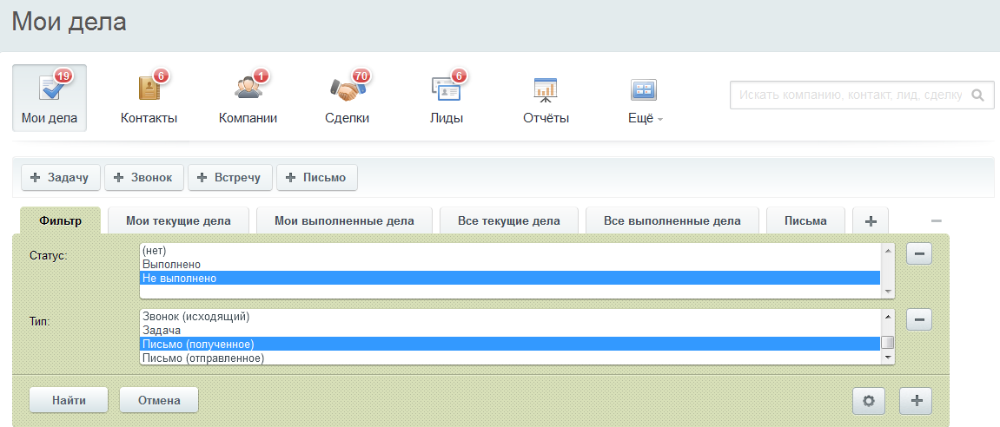 Мои дела
19 6 1 70 6
Мои дела Контакты Компании Сделки Лиды Отчёты Ещё
Искать компанию, контакт, лид, сделку
Задачу Звонок Встречу Письмо
Фильтр Мои текущие дела Мои выполненные дела Все текущие дела Все выполненные дела Письма
Статус:
(нет)
Выполнено
Не выполнено
Тип:
Звонок (исходящий)
Задача
Письмо (полученное)
Письмо (отправленное)
Найти Отмена